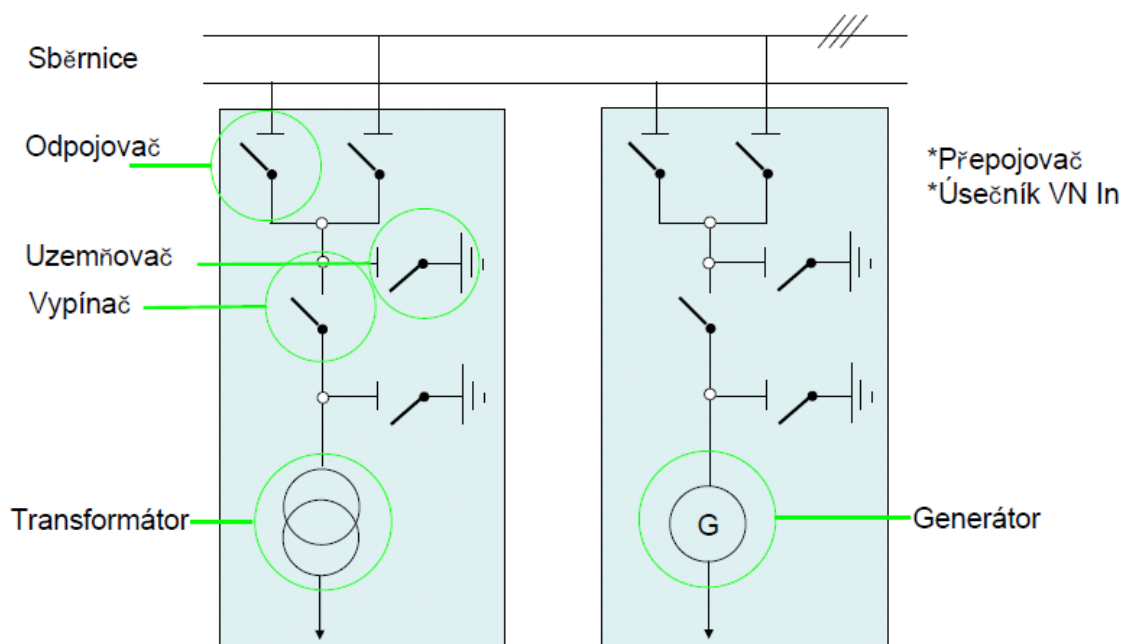 Sběrnice
Odpojovač
*Přepojovač
*Úsečník VN In
Uzemňovač
Vypínač
Transformátor
G
Generátor